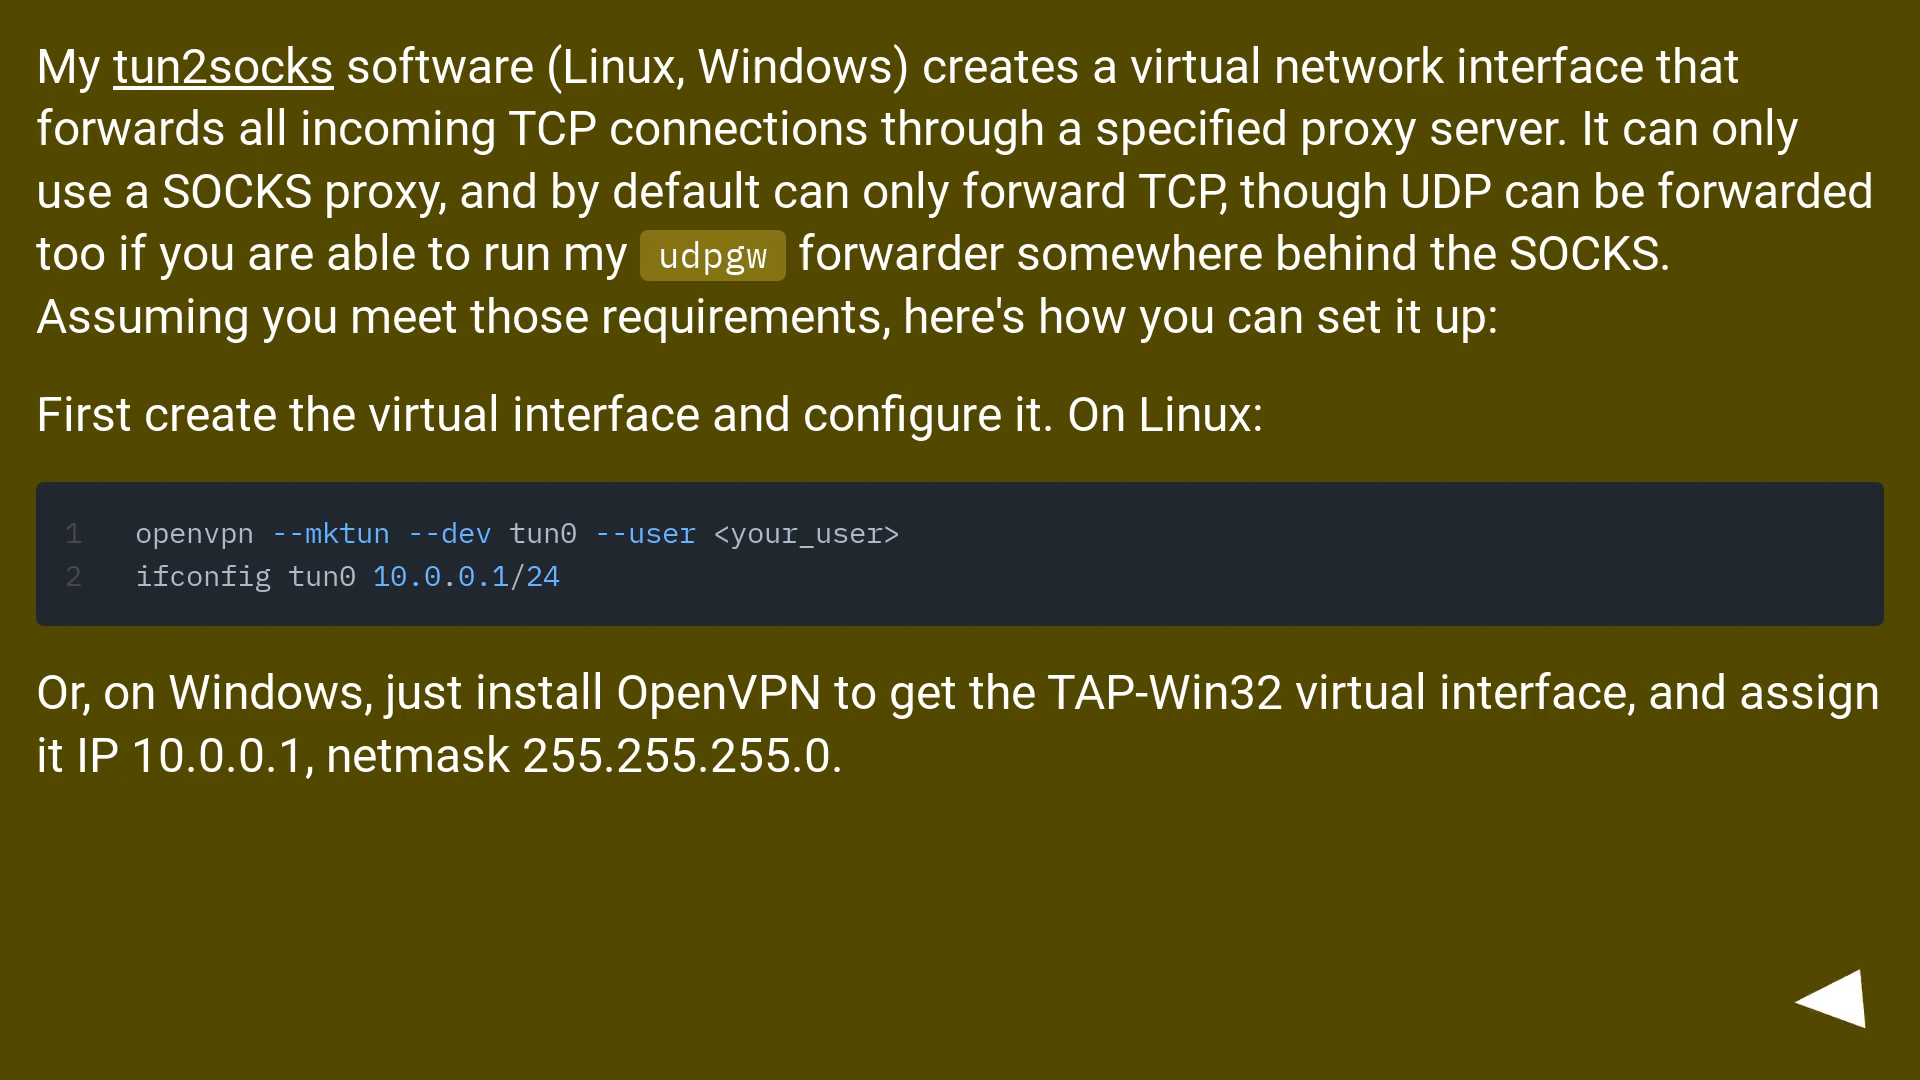 My tun2socks software (Linux, Windows) creates a virtual network interface that
forwards all incoming TCP connections through a specified proxy server. It can only
use a SOCKS proxy, and by default can only forward TCP, though UDP can be forwarded
too if you are able to run my udpgw forwarder somewhere behind the SOCKS.
Assuming you meet those requirements, here's how you can set it up:
First create the virtual interface and configure it. On Linux:
1 openvpn --mktun --dev tun0 --user <your_user>
2 ifconfig tun0 10.0.0.1/24
Or, on Windows, just install OpenVPN to get the TAP-Win32 virtual interface, and assign
it IP 10.0.0.1, netmask 255.255.255.0.